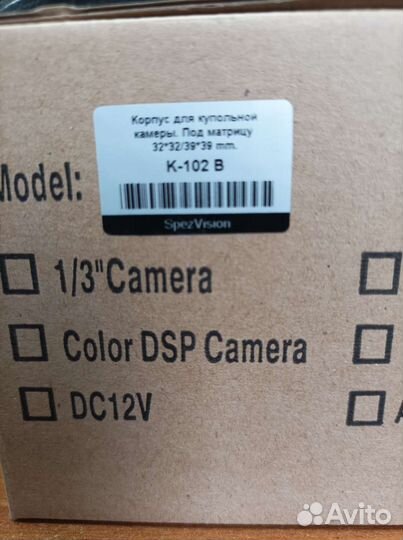 Корпус для купольной
камеры. Под матрицу
32*32/39*39 mm.
K-102 B
SpezVision
Model:
1/3"Camera
Color DSP Camera
DC12V
A
Avito